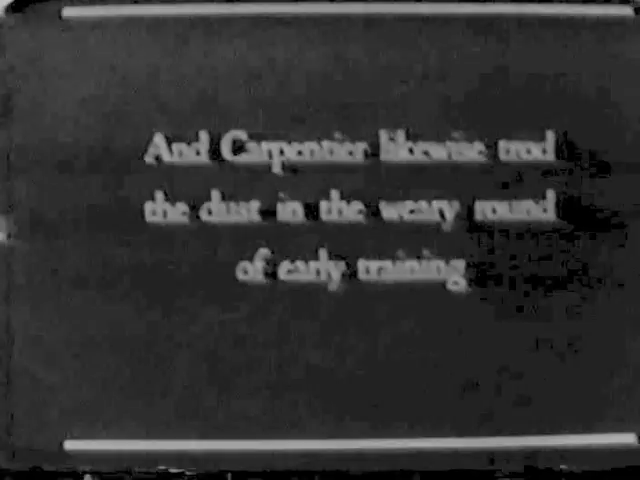 And Carpentier likewise trod
the dust in the weary round
of early training